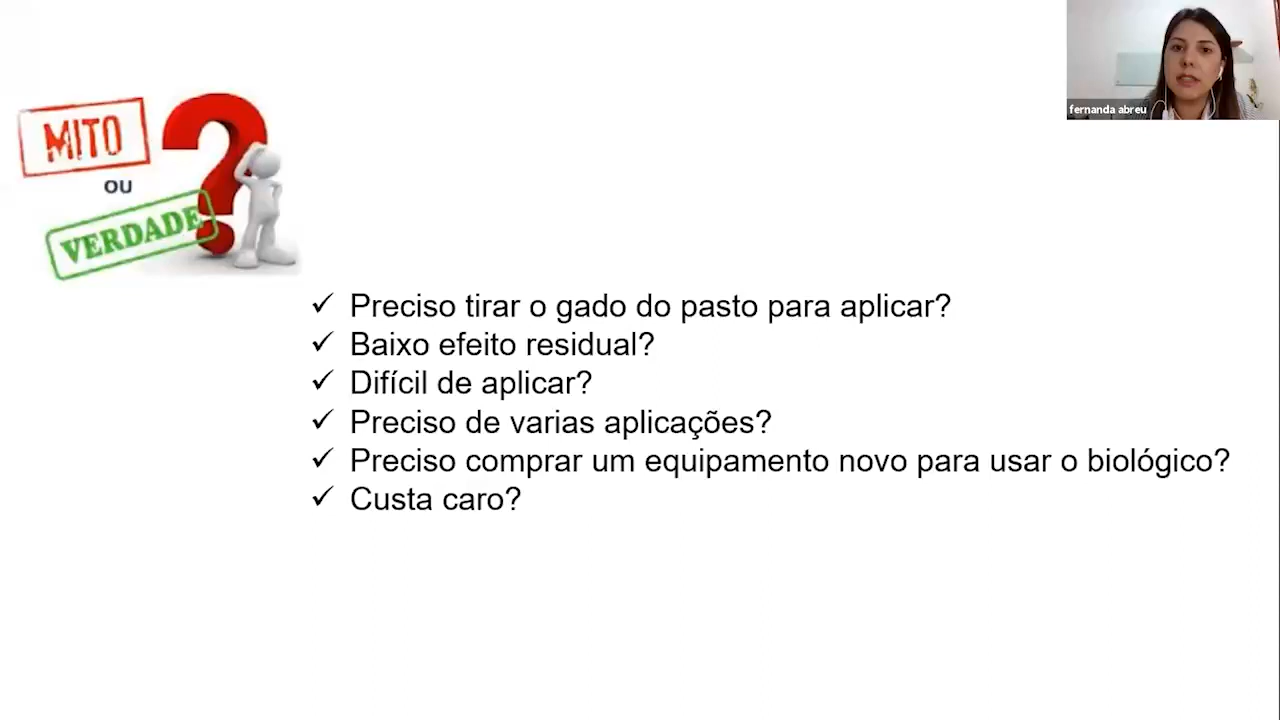 fernanda abreu
MITO
OU
VERDADE
✓ Preciso tirar o gado do pasto para aplicar?
✓ Baixo efeito residual?
✓ Difícil de aplicar?
✓ Preciso de varias aplicações?
✓ Preciso comprar um equipamento novo para usar o biológico?
✓ Custa caro?